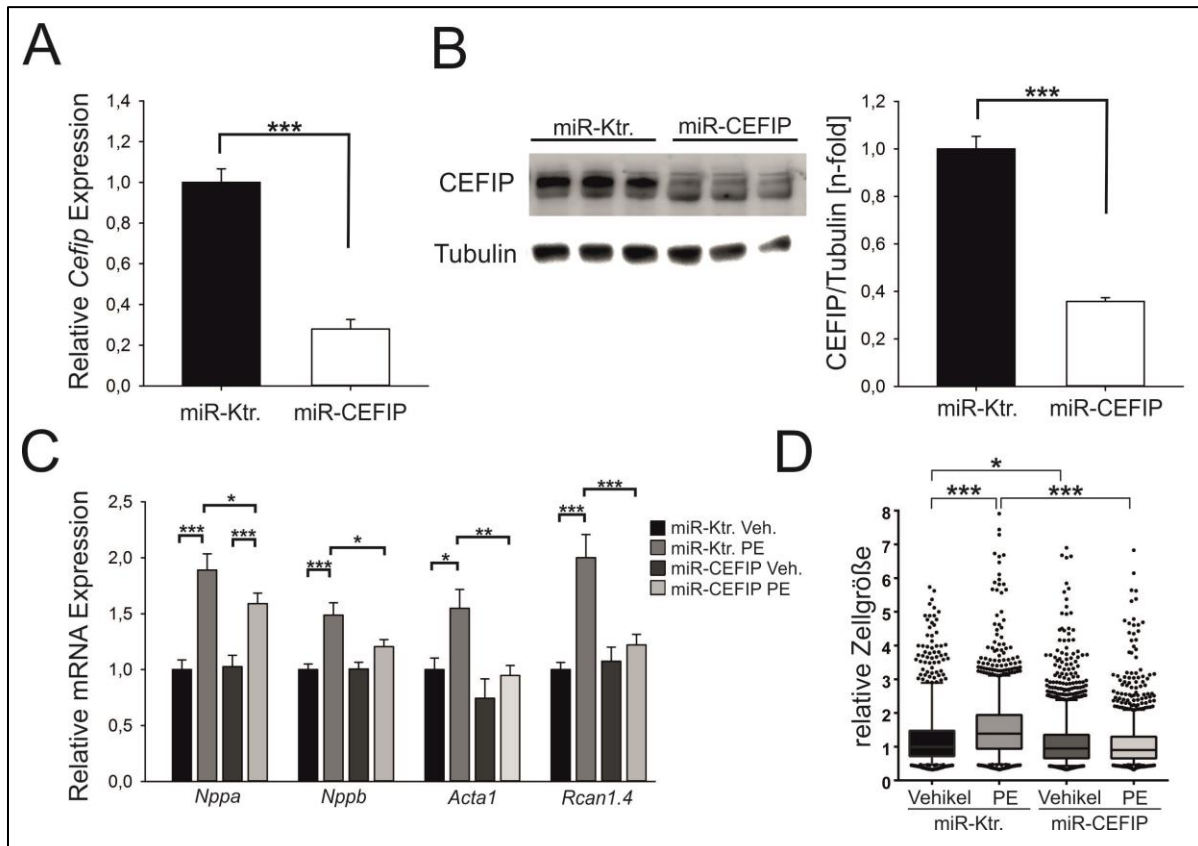 A
Relative Cefip Expression
1,4
1,2
1,0
0,8
0,6
0,4
0,2
0,0
***
miR-Ktr.
miR-CEFIP
B
miR-Ktr.
miR-CEFIP
CEFIP
Tubulin
CEFIP/Tubulin [n-fold]
1,2
1,0
0,8
0,6
0,4
0,2
0,0
***
miR-Ktr.
miR-CEFIP
C
Relative mRNA Expression
2,5
2,0
1,5
1,0
0,5
0,0
***
*
***
***
*
*
**
***
***
Nppa
Nppb
Acta1
Rcan1.4
miR-Ktr. Veh.
miR-Ktr. PE
miR-CEFIP Veh.
miR-CEFIP PE
D
relative Zellgröße
8
7
6
5
4
3
2
1
0
*
***
***
Vehikel
PE
Vehikel
PE
miR-Ktr.
miR-CEFIP